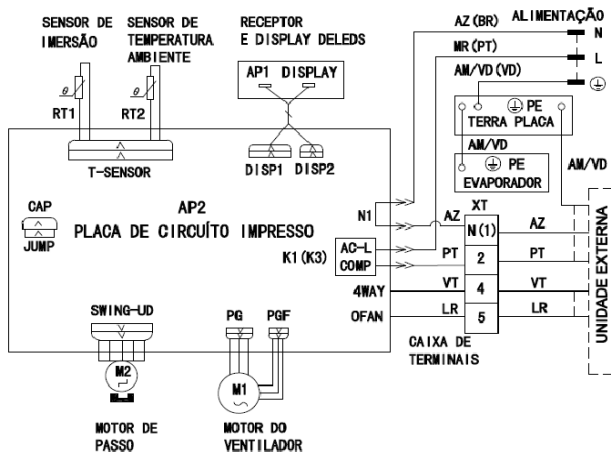 SENSOR DE
IMERSÃO
SENSOR DE
TEMPERATURA
AMBIENTE
RECEPTOR
E DISPLAY DELEDS
AZ(BR)
ALIMENTAÇÃO
N
MR(PT)
L
AM/VD(VD)
AP1 DISPLAY
θ
θ
RT1
RT2
PE
TERRA PLACA
T-SENSOR
DISP1
DISP2
AM/VD
PE
EVAPORADOR
AM/VD
CAP
JUMP
AP2
PLACA DE CIRCUÍTO IMPRESSO
N1
AZ
XT
N(1)
AZ
K1(K3)
AC-L
COMP
PT
2
PT
4WAY
VT
4
VT
OFAN
LR
5
LR
UNIDADE EXTERNA
SWING-UD
PG
PGF
CAIXA DE
TERMINAIS
M2
M1
MOTOR DE
PASSO
MOTOR DO
VENTILADOR